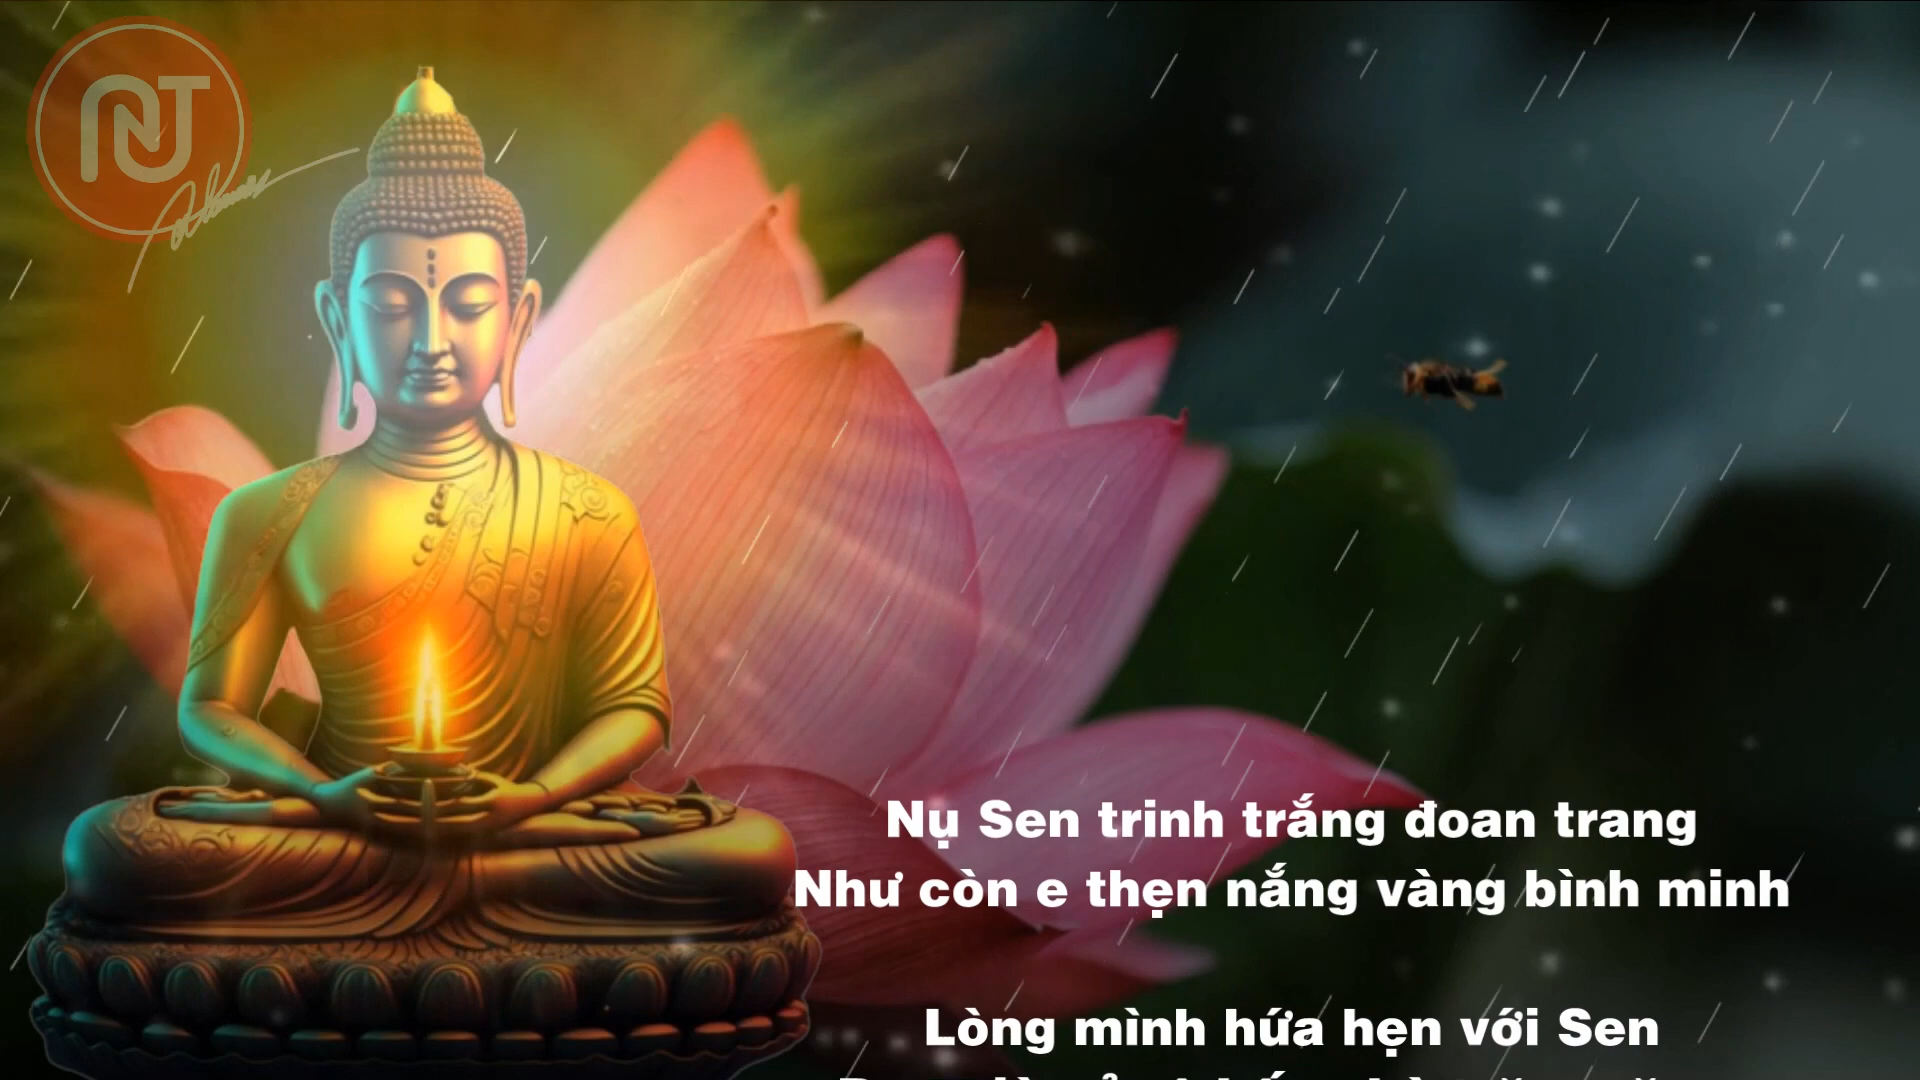 Nụ Sen trinh trắng đoan trang
Như còn e thẹn nắng vàng bình minh
Lòng mình hứa hẹn với Sen